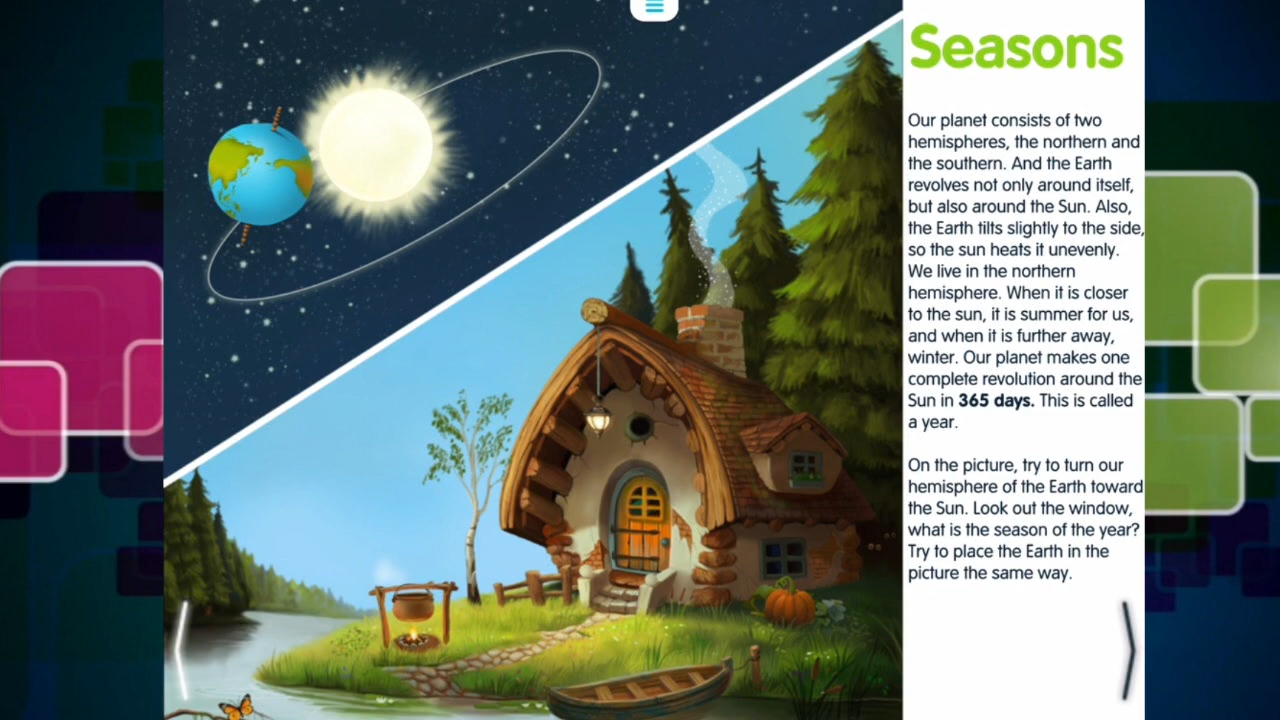 Seasons
Our planet consists of two
hemispheres, the northern and
the southern. And the Earth
revolves not only around itself,
but also around the Sun. Also,
the Earth tilts slightly to the side,
so the sun heats it unevenly.
We live in the northern
hemisphere. When it is closer
to the sun, it is summer for us,
and when it is further away,
winter. Our planet makes one
complete revolution around the
Sun in 365 days. This is called
a year.
On the picture, try to turn our
hemisphere of the Earth toward
the Sun. Look out the window,
what is the season of the year?
Try to place the Earth in the
picture the same way.